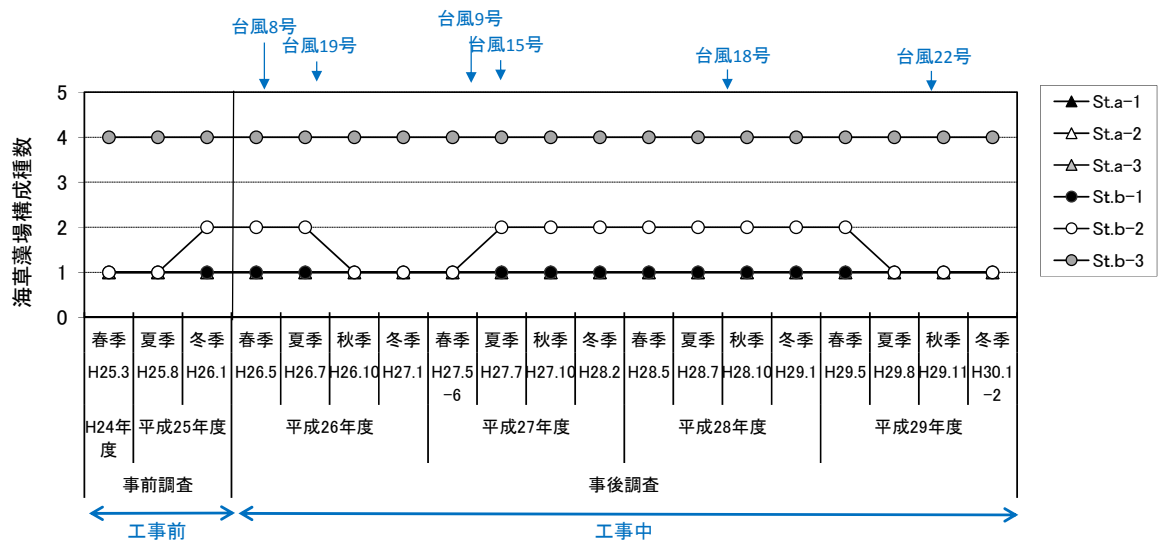 台風8号
台風19号
台風9号
台風15号
台風18号
台風22号
海草藻場構成種数
5
4
3
2
1
0
St.a-1
St.a-2
St.a-3
St.b-1
St.b-2
St.b-3
春季 夏季 冬季 春季 夏季 秋季 冬季 春季 夏季 秋季 冬季 春季 夏季 秋季 冬季 春季 夏季 秋季 冬季
H25.3 H25.8 H26.1 H26.5 H26.7 H26.10 H27.1 H27.5 H27.7 H27.10 H28.2 H28.5 H28.7 H28.10 H29.1 H29.5 H29.8 H29.11 H30.1
-6 -2
H24年 平成25年度 平成26年度 平成27年度 平成28年度 平成29年度
度
事前調査 事後調査
工事前 工事中